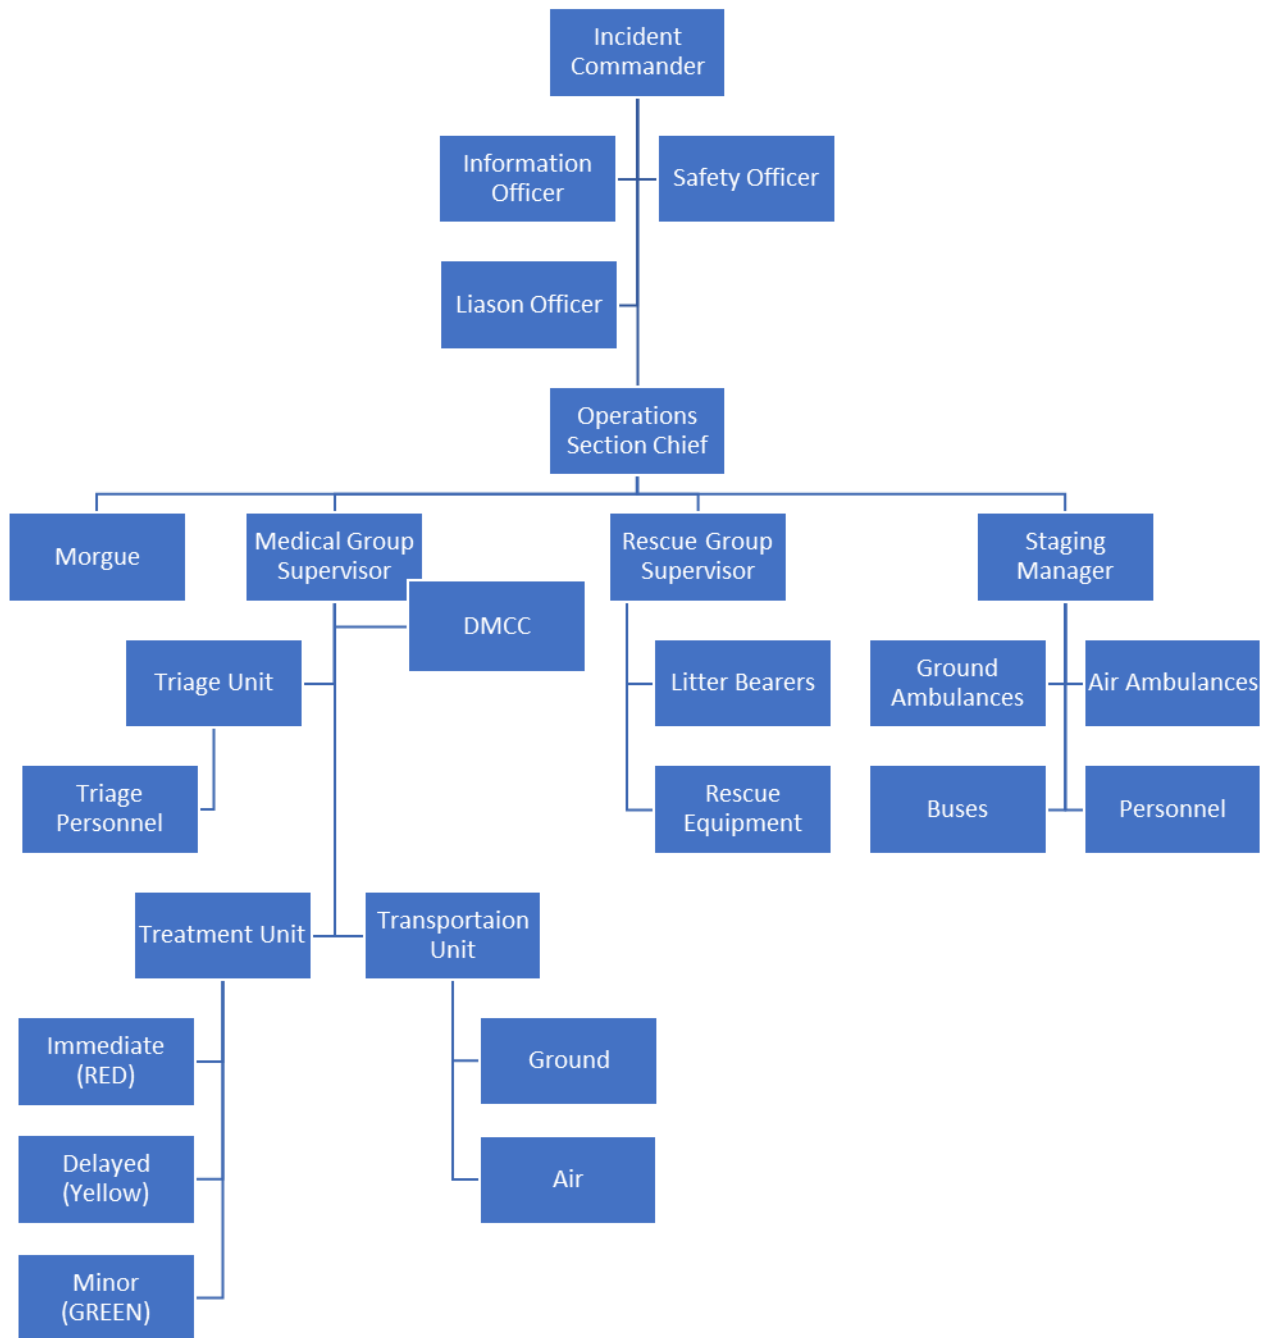 Incident
Commander
Information
Officer
Safety Officer
Liason Officer
Operations
Section Chief
Morgue
Medical Group
Supervisor
Rescue Group
Supervisor
Staging
Manager
DMCC
Triage Unit
Litter Bearers
Ground
Ambulances
Air Ambulances
Triage
Personnel
Rescue
Equipment
Buses
Personnel
Treatment Unit
Transportaion
Unit
Immediate
(RED)
Ground
Delayed
(Yellow)
Air
Minor
(GREEN)